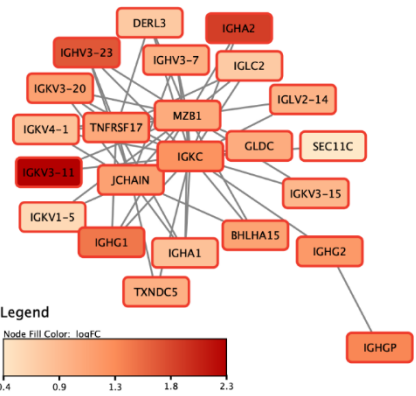 DERL3
IGHA2
IGHV3-23
IGHV3-7
IGLC2
IGKV3-20
IGLV2-14
MZB1
IGKV4-1
TNFRSF17
GLDC
SEC11C
IGKC
IGKV3-11
JCHAIN
IGKV3-15
IGKV1-5
BHLHA15
IGHG1
IGHA1
IGHG2
TXNDC5
Legend
Node Fill Color: logFC
IGHGP
0.4 0.9 1.3 1.8 2.3